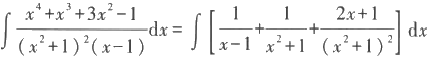 ∫ (x⁴+x³+3x²-1)/((x²+1)²(x-1)) dx = ∫ [1/(x-1) + 1/(x²+1) + (2x+1)/(x²+1)²] dx